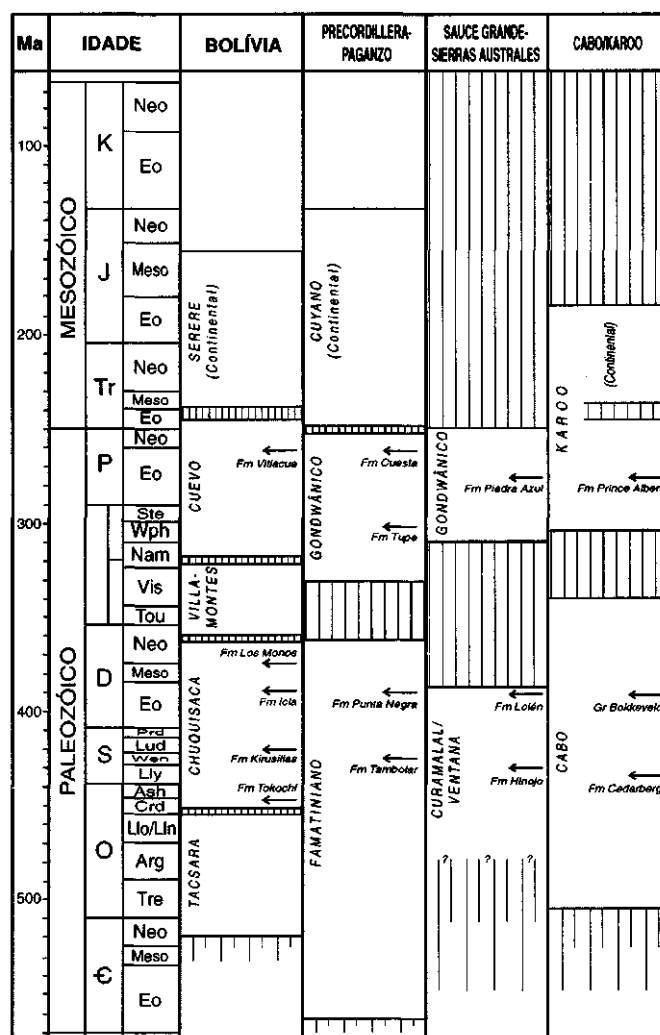 Ma
IDADE
BOLÍVIA
PRECORDILLERA-
PAGANZO
SAUCE GRANDE-
SIERRAS AUSTRALES
CABO/KAROO
100
200
300
400
500
MESOZÓICO
PALEOZÓICO
K
J
Tr
P
D
S
O
Є
Neo
Eo
Neo
Meso
Eo
Neo
Meso
Eo
Neo
Eo
Ste
Wph
Nam
Vis
Tou
Neo
Meso
Eo
Prd
Lud
Wen
Lly
Ash
Crd
Llo/Lln
Arg
Tre
Neo
Meso
Eo
SERERE
(Continental)
CUEVO
Fm Vitiacua
VILLA-
MONTES
CHUQUISACA
Fm Los Monos
Fm Icla
Fm Kirusillas
Fm Tokochi
TACSARA
CUYANO
(Continental)
GONDWÂNICO
Fm Cuesta
Fm Tupe
FAMATINIANO
Fm Punta Negra
Fm Tambolar
GONDWÂNICO
Fm Piedra Azul
CURAMALAL/
VENTANA
Fm Lolén
Fm Hinojo
? ? ?
KAROO
(Continental)
Fm Prince Albert
CABO
Gr Bokkeveld
Fm Cedarberg